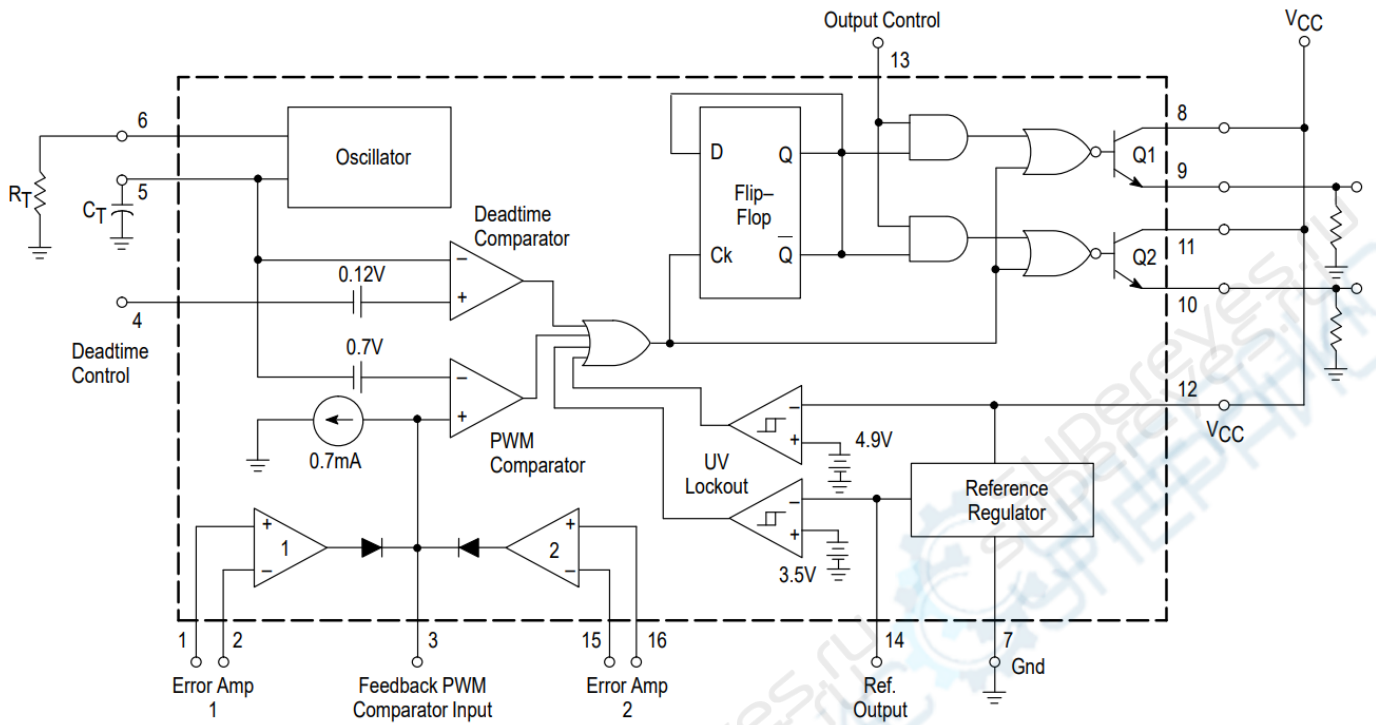 Output Control
13
VCC
6
Oscillator
5
RT
CT
D
Q
Flip–
Flop
Ck
Q
8
Q1
9
11
Q2
10
Deadtime
Comparator
0.12V
4
Deadtime
Control
0.7V
0.7mA
PWM
Comparator
UV
Lockout
4.9V
3.5V
12
VCC
Reference
Regulator
+
–
1
+
–
2
–
+
–
+
–
+
–
+
1
2
3
15
16
14
7
Gnd
Error Amp
1
Feedback PWM
Comparator Input
Error Amp
2
Ref.
Output
supereyes.ru